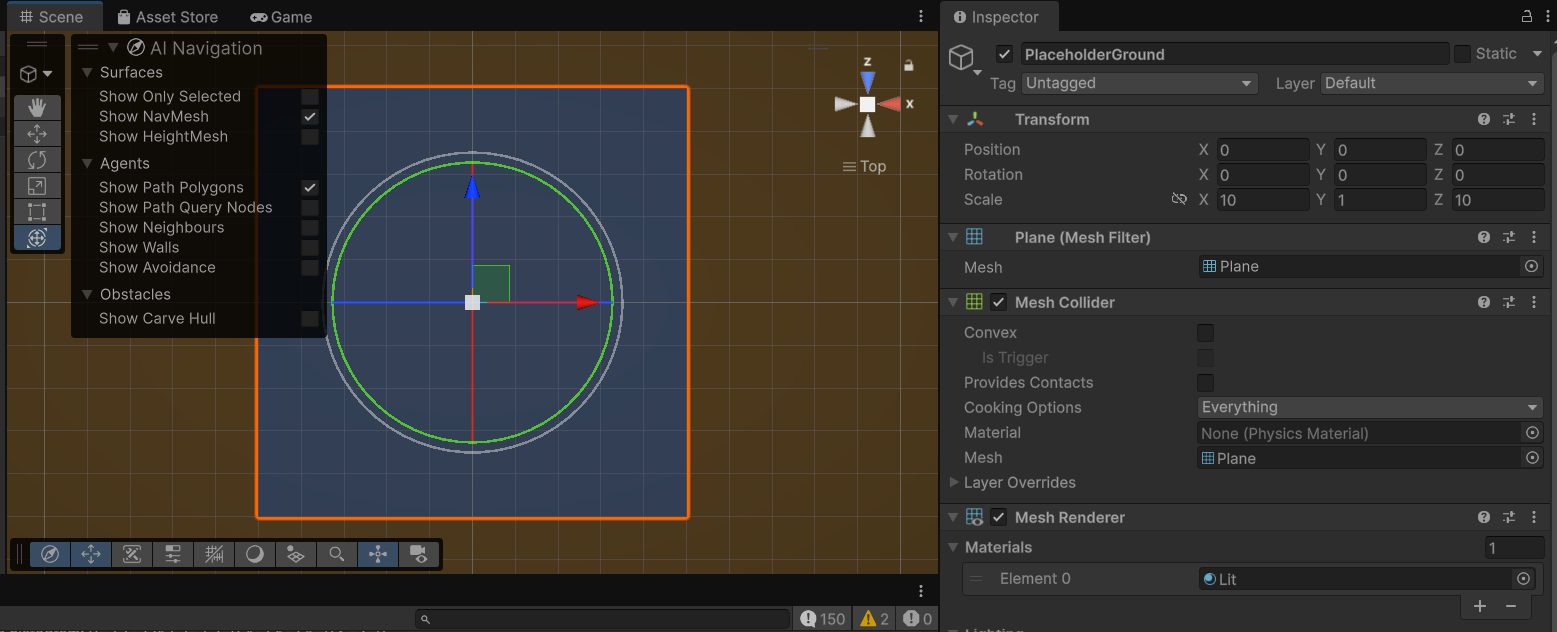 Scene Asset Store Game
AI Navigation
Surfaces
Show Only Selected
Show NavMesh
Show HeightMesh
Agents
Show Path Polygons
Show Path Query Nodes
Show Neighbours
Show Walls
Show Avoidance
Obstacles
Show Carve Hull
z
x
Top
150 2 0
Inspector
PlaceholderGround Static
Tag Untagged Layer Default
Transform
Position X 0 Y 0 Z 0
Rotation X 0 Y 0 Z 0
Scale X 10 Y 1 Z 10
Plane (Mesh Filter)
Mesh Plane
Mesh Collider
Convex
Is Trigger
Provides Contacts
Cooking Options Everything
Material None (Physics Material)
Mesh Plane
Layer Overrides
Mesh Renderer
Materials 1
Element 0 Lit
Lighting